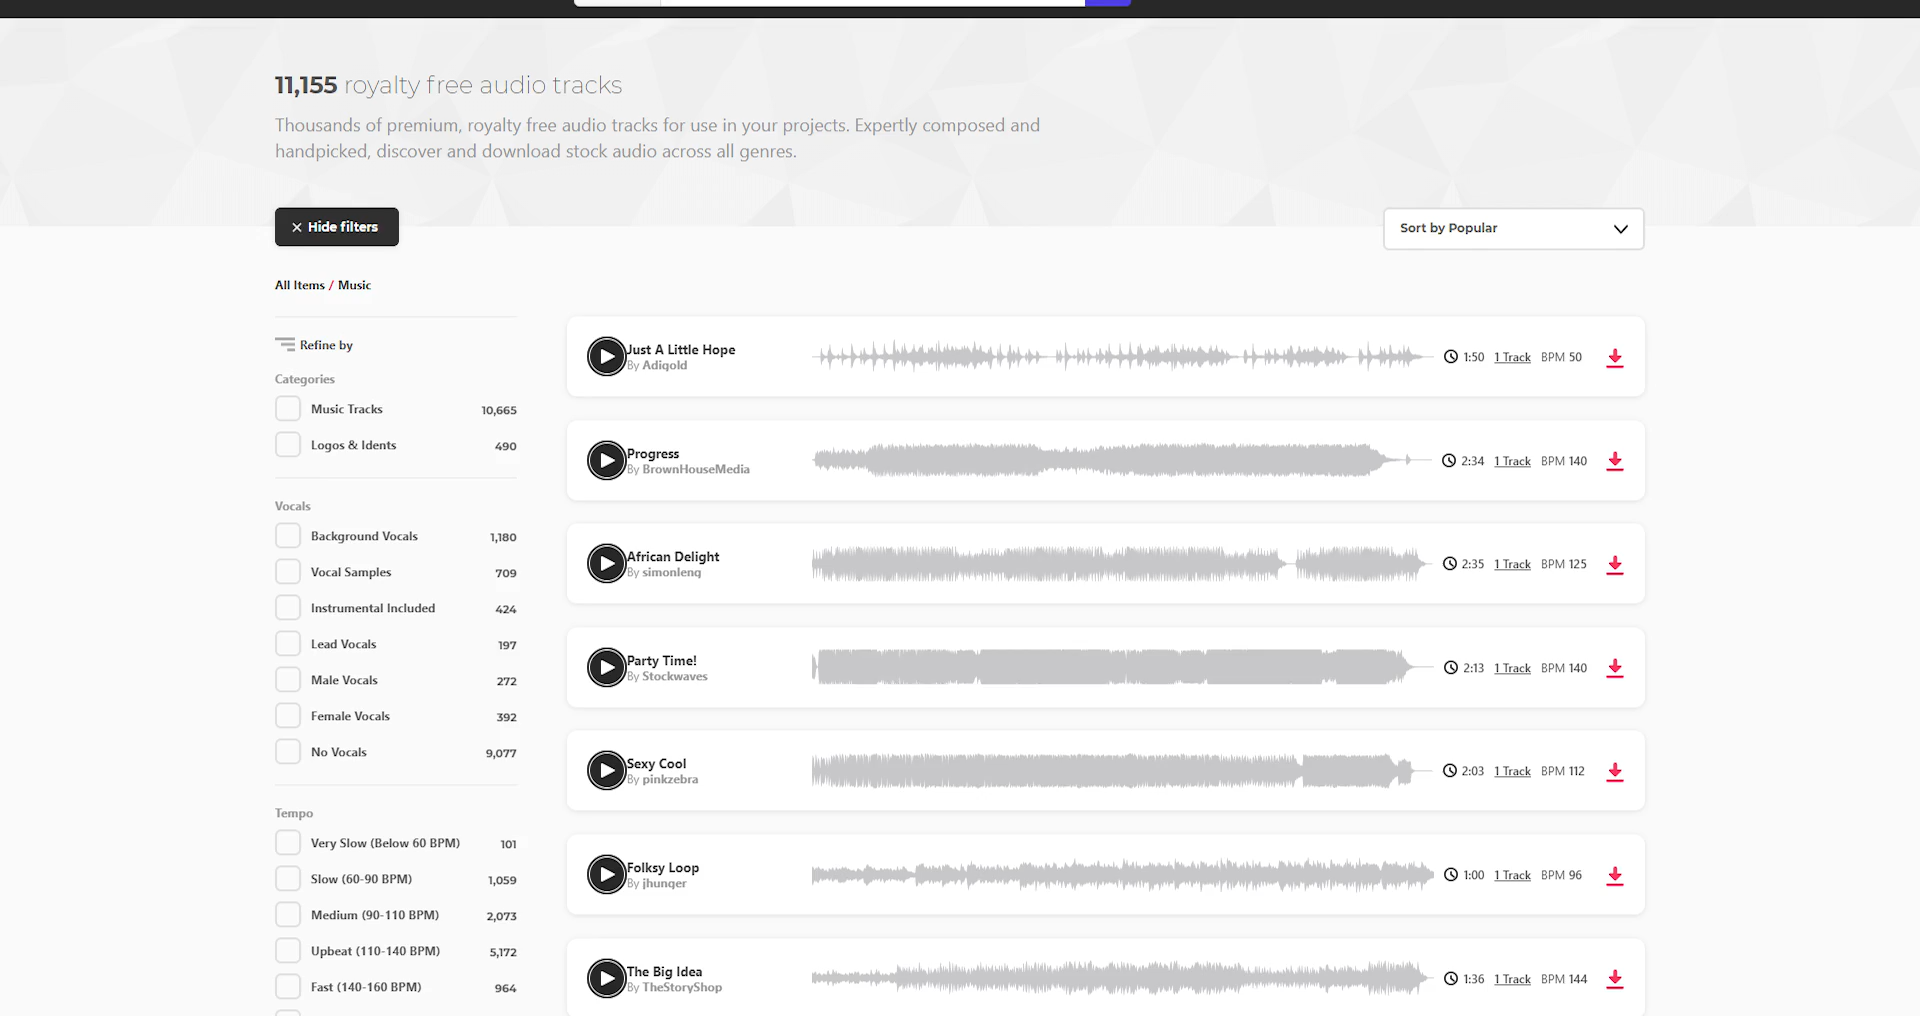 11,155 royalty free audio tracks
Thousands of premium, royalty free audio tracks for use in your projects. Expertly composed and
handpicked, discover and download stock audio across all genres.
Hide filters
Sort by Popular
All Items / Music
Refine by
Categories
Music Tracks 10,665
Logos & Idents 490
Vocals
Background Vocals 1,180
Vocal Samples 709
Instrumental Included 424
Lead Vocals 197
Male Vocals 272
Female Vocals 392
No Vocals 9,077
Tempo
Very Slow (Below 60 BPM) 101
Slow (60-90 BPM) 1,059
Medium (90-110 BPM) 2,073
Upbeat (110-140 BPM) 5,172
Fast (140-160 BPM) 964
Just A Little Hope
By Adigold
1:50 1 Track BPM 50
Progress
By BrownHouseMedia
2:34 1 Track BPM 140
African Delight
By simonleng
2:35 1 Track BPM 125
Party Time!
By Stockwaves
2:13 1 Track BPM 140
Sexy Cool
By pinkzebra
2:03 1 Track BPM 112
Folksy Loop
By jhunger
1:00 1 Track BPM 96
The Big Idea
By TheStoryShop
1:36 1 Track BPM 144